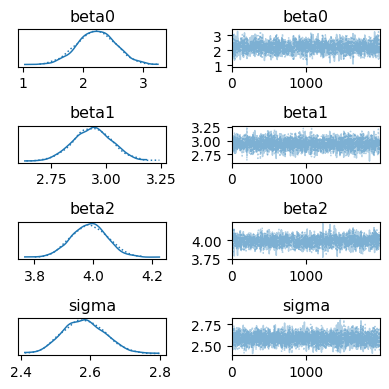 beta0 beta0
3
2
1
1 2 3 0 1000
beta1 beta1
3.25
3.00
2.75
2.75 3.00 3.25 0 1000
beta2 beta2
4.00
3.75
3.8 4.0 4.2 0 1000
sigma sigma
2.75
2.50
2.4 2.6 2.8 0 1000